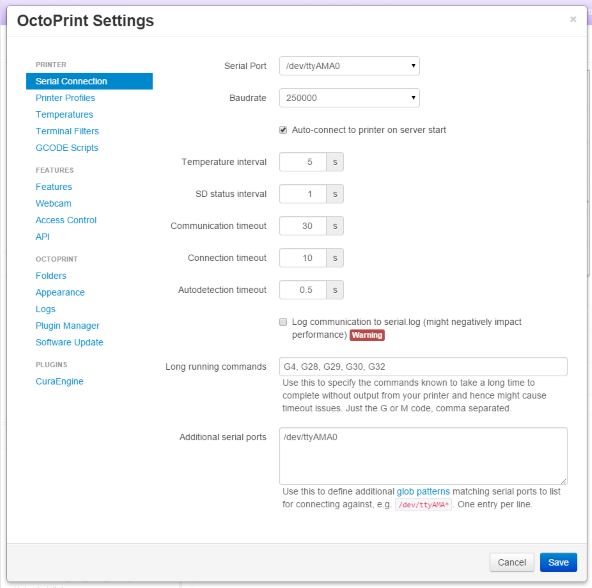 OctoPrint Settings
×
PRINTER
Serial Connection
Printer Profiles
Temperatures
Terminal Filters
GCODE Scripts
FEATURES
Features
Webcam
Access Control
API
OCTOPRINT
Folders
Appearance
Logs
Plugin Manager
Software Update
PLUGINS
CuraEngine
Serial Port /dev/ttyAMA0
Baudrate 250000
Auto-connect to printer on server start
Temperature interval 5 s
SD status interval 1 s
Communication timeout 30 s
Connection timeout 10 s
Autodetection timeout 0.5 s
Log communication to serial.log (might negatively impact
performance) Warning
Long running commands G4, G28, G29, G30, G32
Use this to specify the commands known to take a long time to
complete without output from your printer and hence might cause
timeout issues. Just the G or M code, comma separated.
Additional serial ports /dev/ttyAMA0
Use this to define additional glob patterns matching serial ports to list
for connecting against, e.g. /dev/ttyAMA* . One entry per line.
Cancel Save